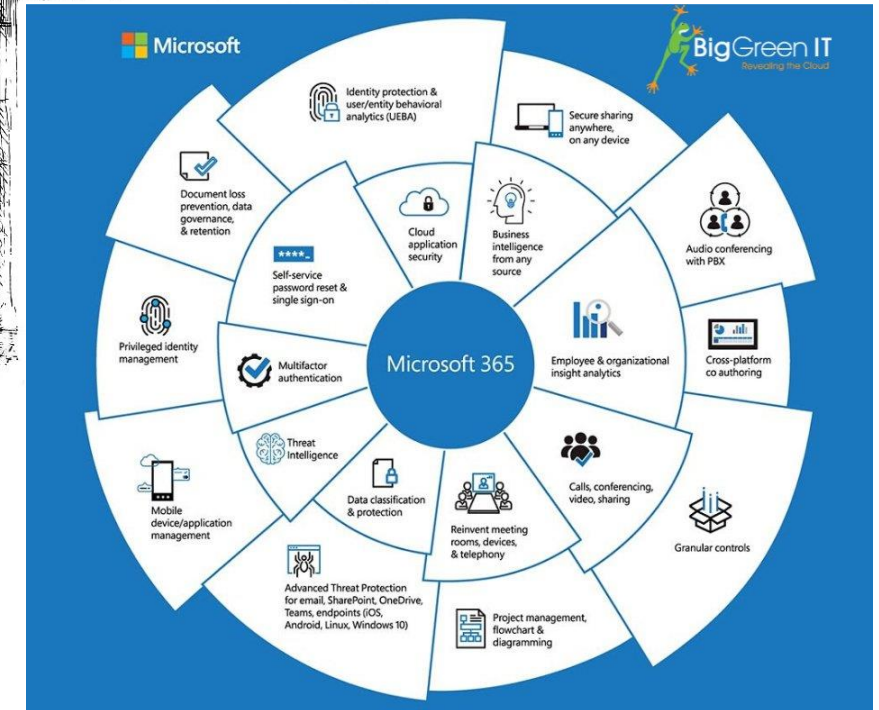 Microsoft
BigGreen IT
Revealing the Cloud
Identity protection &
user/entity behavioral
analytics (UEBA)
Secure sharing
anywhere,
on any device
Document loss
prevention, data
governance,
& retention
Cloud
application
security
Business
intelligence
from any
source
Audio conferencing
with PBX
****_
Self-service
password reset &
single sign-on
Privileged identity
management
Multifactor
authentication
Microsoft 365
Employee & organizational
insight analytics
Cross-platform
co authoring
Threat
Intelligence
Data classification
& protection
Reinvent meeting
rooms, devices,
& telephony
Calls, conferencing,
video, sharing
Mobile
device/application
management
Granular controls
Advanced Threat Protection
for email, SharePoint, OneDrive,
Teams, endpoints (iOS,
Android, Linux, Windows 10)
Project management,
flowchart &
diagramming